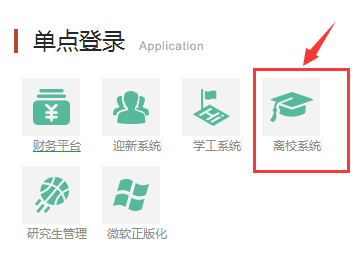 单点登录 Application
财务平台 迎新系统 学工系统 离校系统
研究生管理 微软正版化